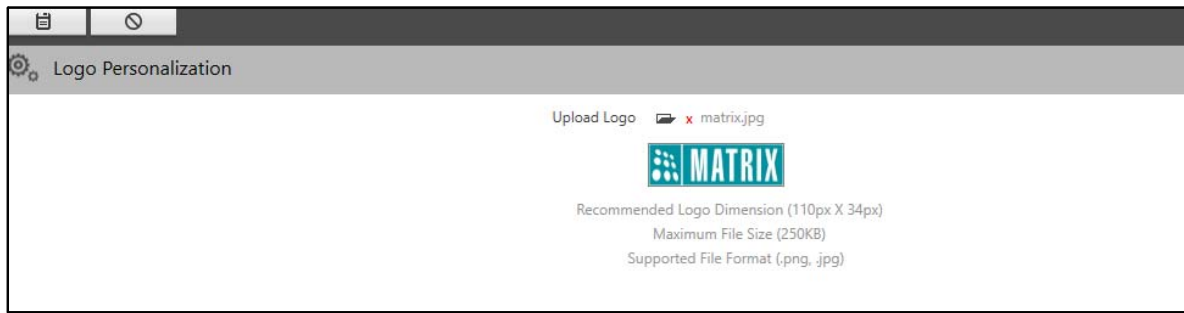 Logo Personalization
Upload Logo x matrix.jpg
MATRIX
Recommended Logo Dimension (110px X 34px)
Maximum File Size (250KB)
Supported File Format (.png, .jpg)